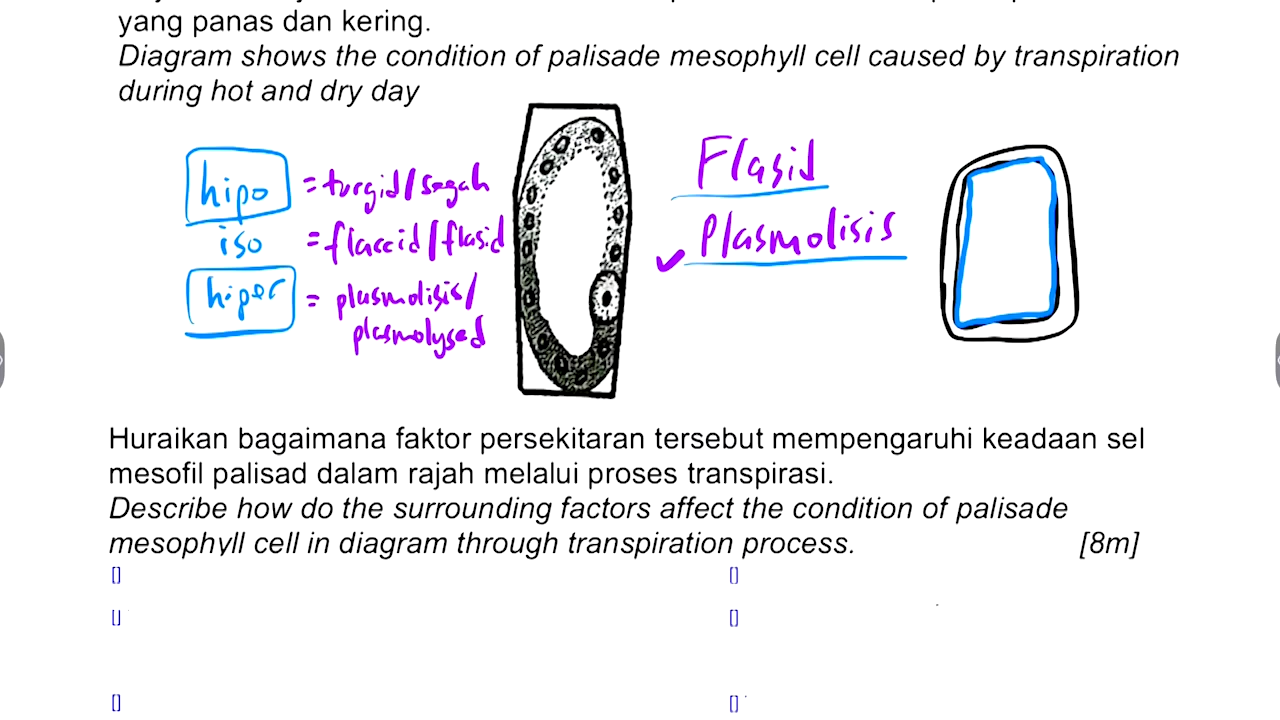 yang panas dan kering.
Diagram shows the condition of palisade mesophyll cell caused by transpiration
during hot and dry day
hipo = turgid/segah
iso = flaccid/flasid
hiper = plasmolisis/
plasmolysed
Flasid
Plasmolisis
Huraikan bagaimana faktor persekitaran tersebut mempengaruhi keadaan sel
mesofil palisad dalam rajah melalui proses transpirasi.
Describe how do the surrounding factors affect the condition of palisade
mesophyll cell in diagram through transpiration process. [8m]
[] []
[] []
[] []